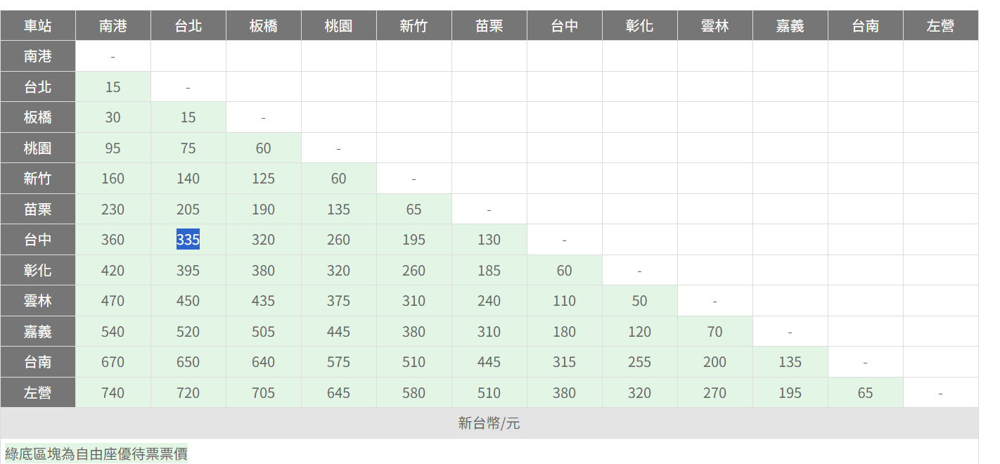 車站 南港 台北 板橋 桃園 新竹 苗栗 台中 彰化 雲林 嘉義 台南 左營
南港 -
台北 15 -
板橋 30 15 -
桃園 95 75 60 -
新竹 160 140 125 60 -
苗栗 230 205 190 135 65 -
台中 360 335 320 260 195 130 -
彰化 420 395 380 320 260 185 60 -
雲林 470 450 435 375 310 240 110 50 -
嘉義 540 520 505 445 380 310 180 120 70 -
台南 670 650 640 575 510 445 315 255 200 135 -
左營 740 720 705 645 580 510 380 320 270 195 65 -
新台幣/元
綠底區塊為自由座優待票票價